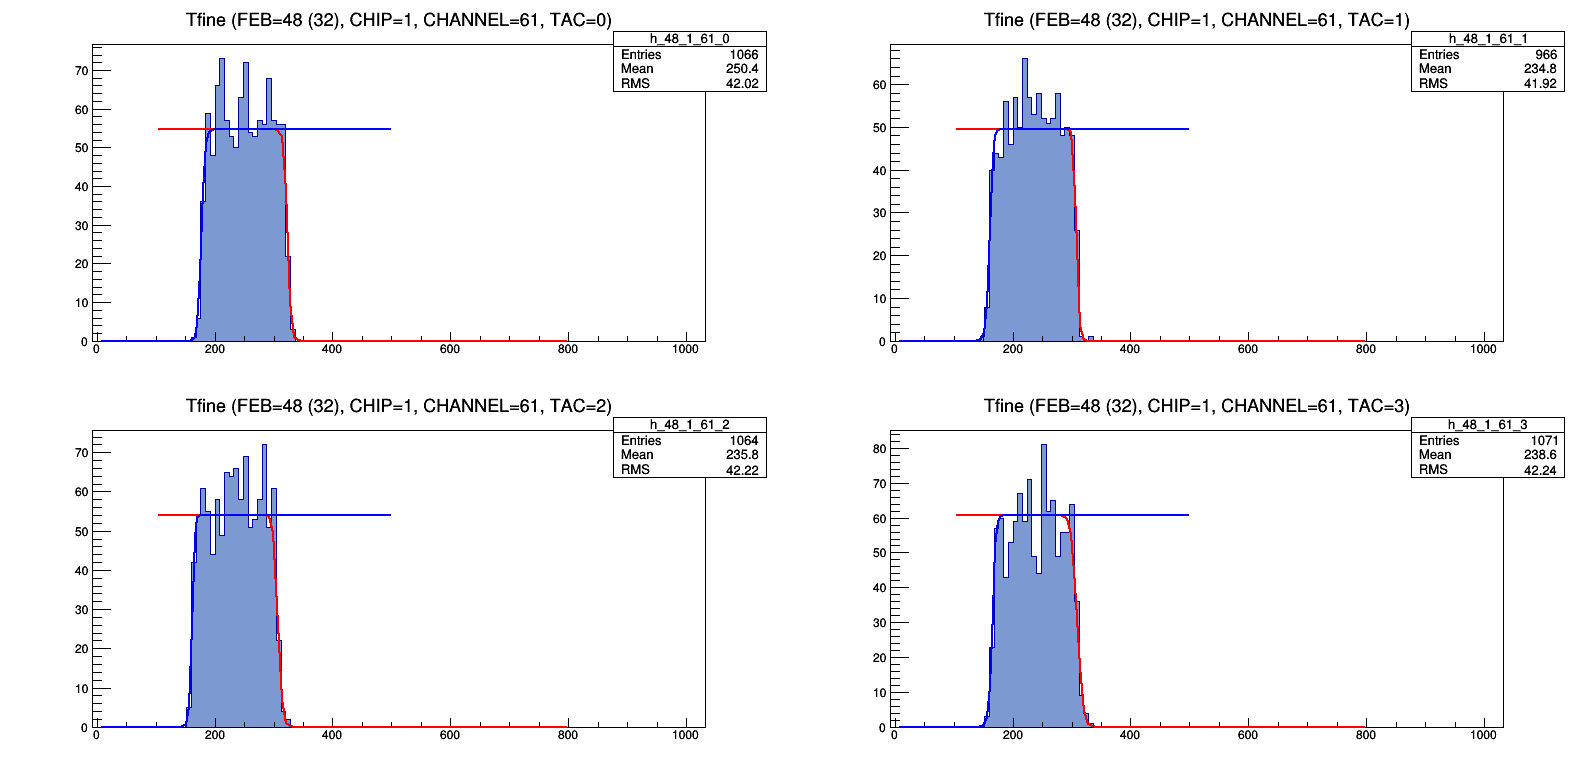 Tfine (FEB=48 (32), CHIP=1, CHANNEL=61, TAC=0)
h_48_1_61_0
Entries 1066
Mean 250.4
RMS 42.02
70
60
50
40
30
20
10
0
0 200 400 600 800 1000
Tfine (FEB=48 (32), CHIP=1, CHANNEL=61, TAC=1)
h_48_1_61_1
Entries 966
Mean 234.8
RMS 41.92
60
50
40
30
20
10
0
0 200 400 600 800 1000
Tfine (FEB=48 (32), CHIP=1, CHANNEL=61, TAC=2)
h_48_1_61_2
Entries 1064
Mean 235.8
RMS 42.22
70
60
50
40
30
20
10
0
0 200 400 600 800 1000
Tfine (FEB=48 (32), CHIP=1, CHANNEL=61, TAC=3)
h_48_1_61_3
Entries 1071
Mean 238.6
RMS 42.24
80
70
60
50
40
30
20
10
0
0 200 400 600 800 1000